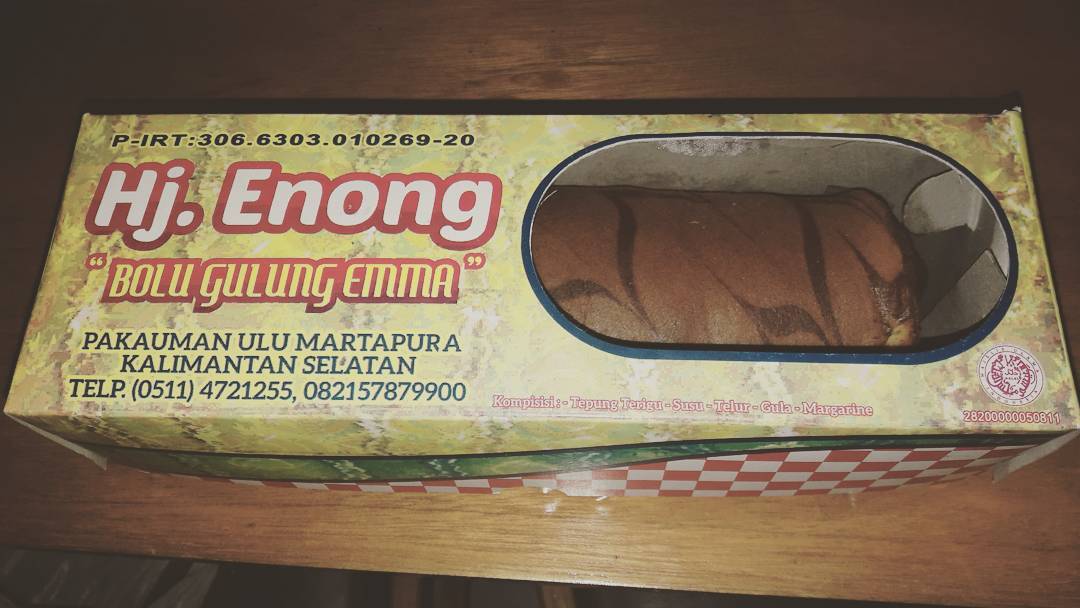 P-IRT:306.6303.010269-20
Hj. Enong
"BOLU GULUNG EMMA"
PAKAUMAN ULU MARTAPURA
KALIMANTAN SELATAN
TELP. (0511) 4721255, 082157879900
Kompisisi : - Tepung Terigu - Susu - Telur - Gula - Margarine
28200000050811